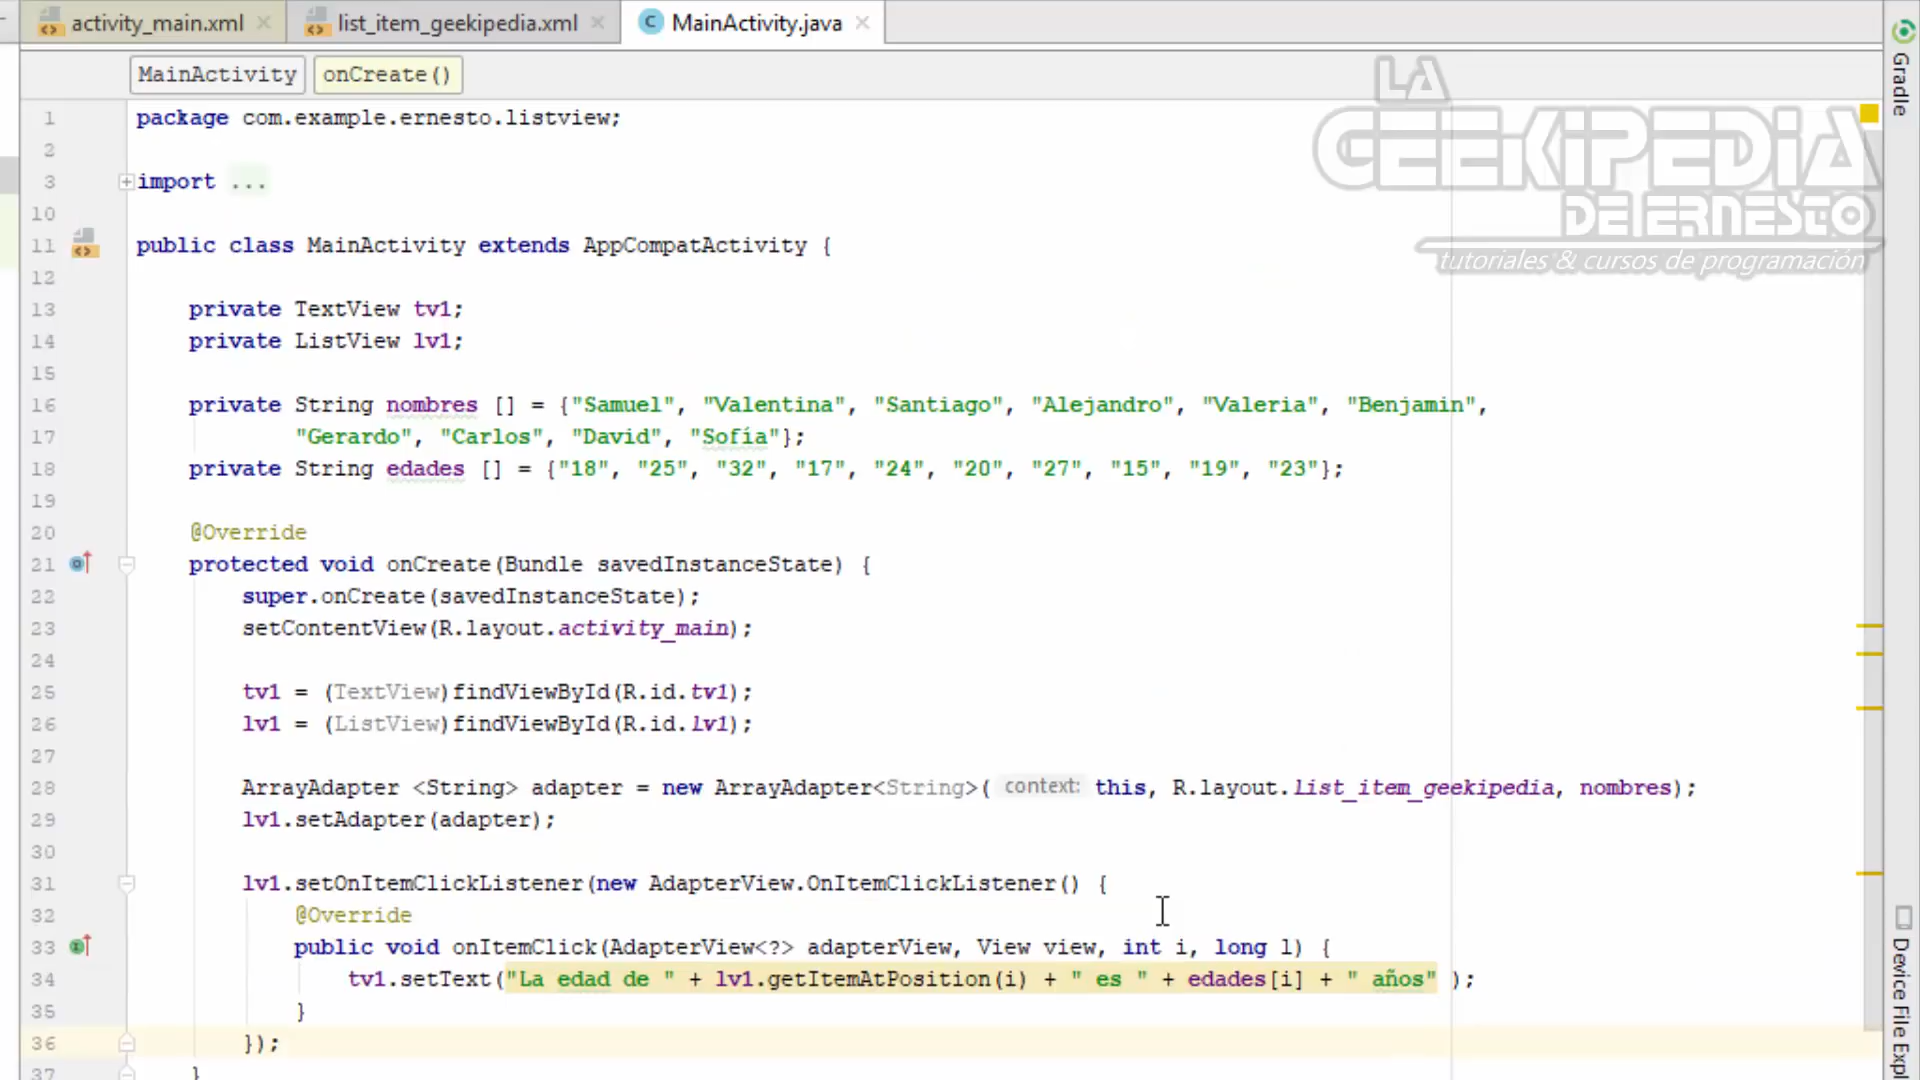 activity_main.xml list_item_geekipedia.xml MainActivity.java
MainActivity onCreate()
LA
GEEKIPEDIA
DE ERNESTO
tutoriales & cursos de programación
Gradle
1 package com.example.ernesto.listview;
2
3 import ...
10
11 public class MainActivity extends AppCompatActivity {
12
13 private TextView tv1;
14 private ListView lv1;
15
16 private String nombres [] = {"Samuel", "Valentina", "Santiago", "Alejandro", "Valeria", "Benjamin",
17 "Gerardo", "Carlos", "David", "Sofía"};
18 private String edades [] = {"18", "25", "32", "17", "24", "20", "27", "15", "19", "23"};
19
20 @Override
21 protected void onCreate(Bundle savedInstanceState) {
22 super.onCreate(savedInstanceState);
23 setContentView(R.layout.activity_main);
24
25 tv1 = (TextView)findViewById(R.id.tv1);
26 lv1 = (ListView)findViewById(R.id.lv1);
27
28 ArrayAdapter <String> adapter = new ArrayAdapter<String>( context: this, R.layout.list_item_geekipedia, nombres);
29 lv1.setAdapter(adapter);
30
31 lv1.setOnItemClickListener(new AdapterView.OnItemClickListener() {
32 @Override
33 public void onItemClick(AdapterView<?> adapterView, View view, int i, long l) {
34 tv1.setText("La edad de " + lv1.getItemAtPosition(i) + " es " + edades[i] + " años" );
35 }
36 });
37 }
Device File Expl